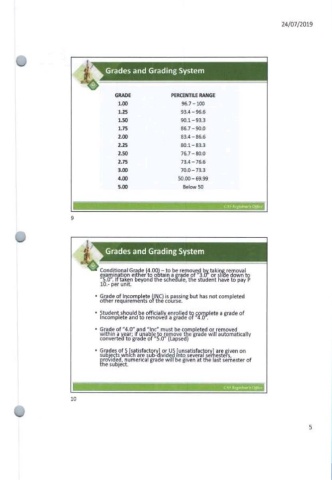 24/07/2019
Grades and Grading System
GRADE PERCENTILE RANGE
1.00 96.7 – 100
1.25 93.4 – 96.6
1.50 90.1 – 93.3
1.75 86.7 – 90.0
2.00 83.4 – 86.6
2.25 80.1 – 83.3
2.50 76.7 – 80.0
2.75 73.4 – 76.6
3.00 70.0 – 73.3
4.00 50.00 – 69.99
5.00 Below 50
9
Grades and Grading System
Conditional Grade (4.00) – to be removed by taking removal
examination either to obtain a grade of "3.0" or slide down to
"5.0". If taken beyond the schedule, the student have to pay P
10.- per unit.
• Grade of Incomplete (INC) is passing but has not completed
other requirements of the course.
• Student should be officially enrolled to complete a grade of
Incomplete and to removed a grade of "4.0".
• Grade of "4.0" and "Inc" must be completed or removed
within a year; if unable to remove the grade will automatically
converted to grade of "5.0" (Lapsed)
• Grades of S [satisfactory] or US [unsatisfactory] are given on
subjects which are sub-divided into several semesters,
provided, numerical grade will be given at the last semester of
the subject.
10
5